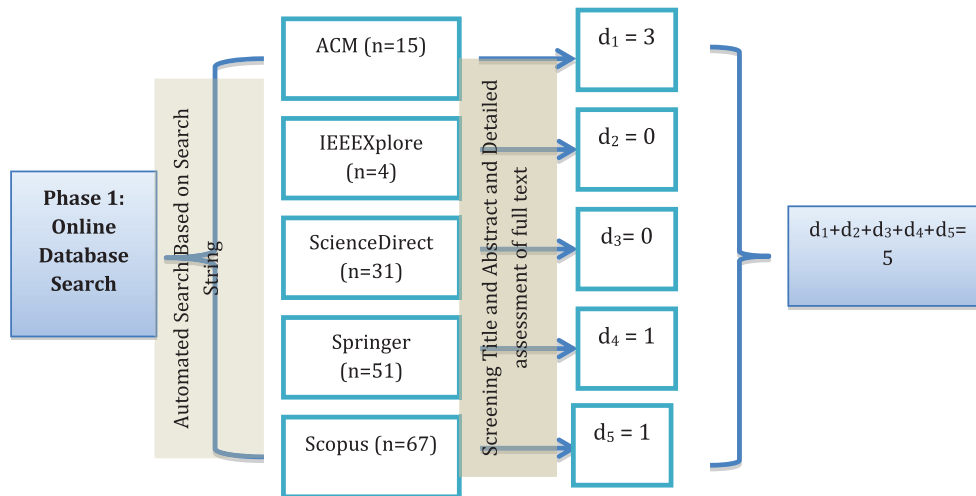 Phase 1:
Online
Database
Search
Automated Search Based on Search
String
ACM (n=15)
IEEEXplore
(n=4)
ScienceDirect
(n=31)
Springer
(n=51)
Scopus (n=67)
Screening Title and Abstract and Detailed
assessment of full text
d₁ = 3
d₂ = 0
d₃= 0
d₄ = 1
d₅ = 1
d₁+d₂+d₃+d₄+d₅=
5